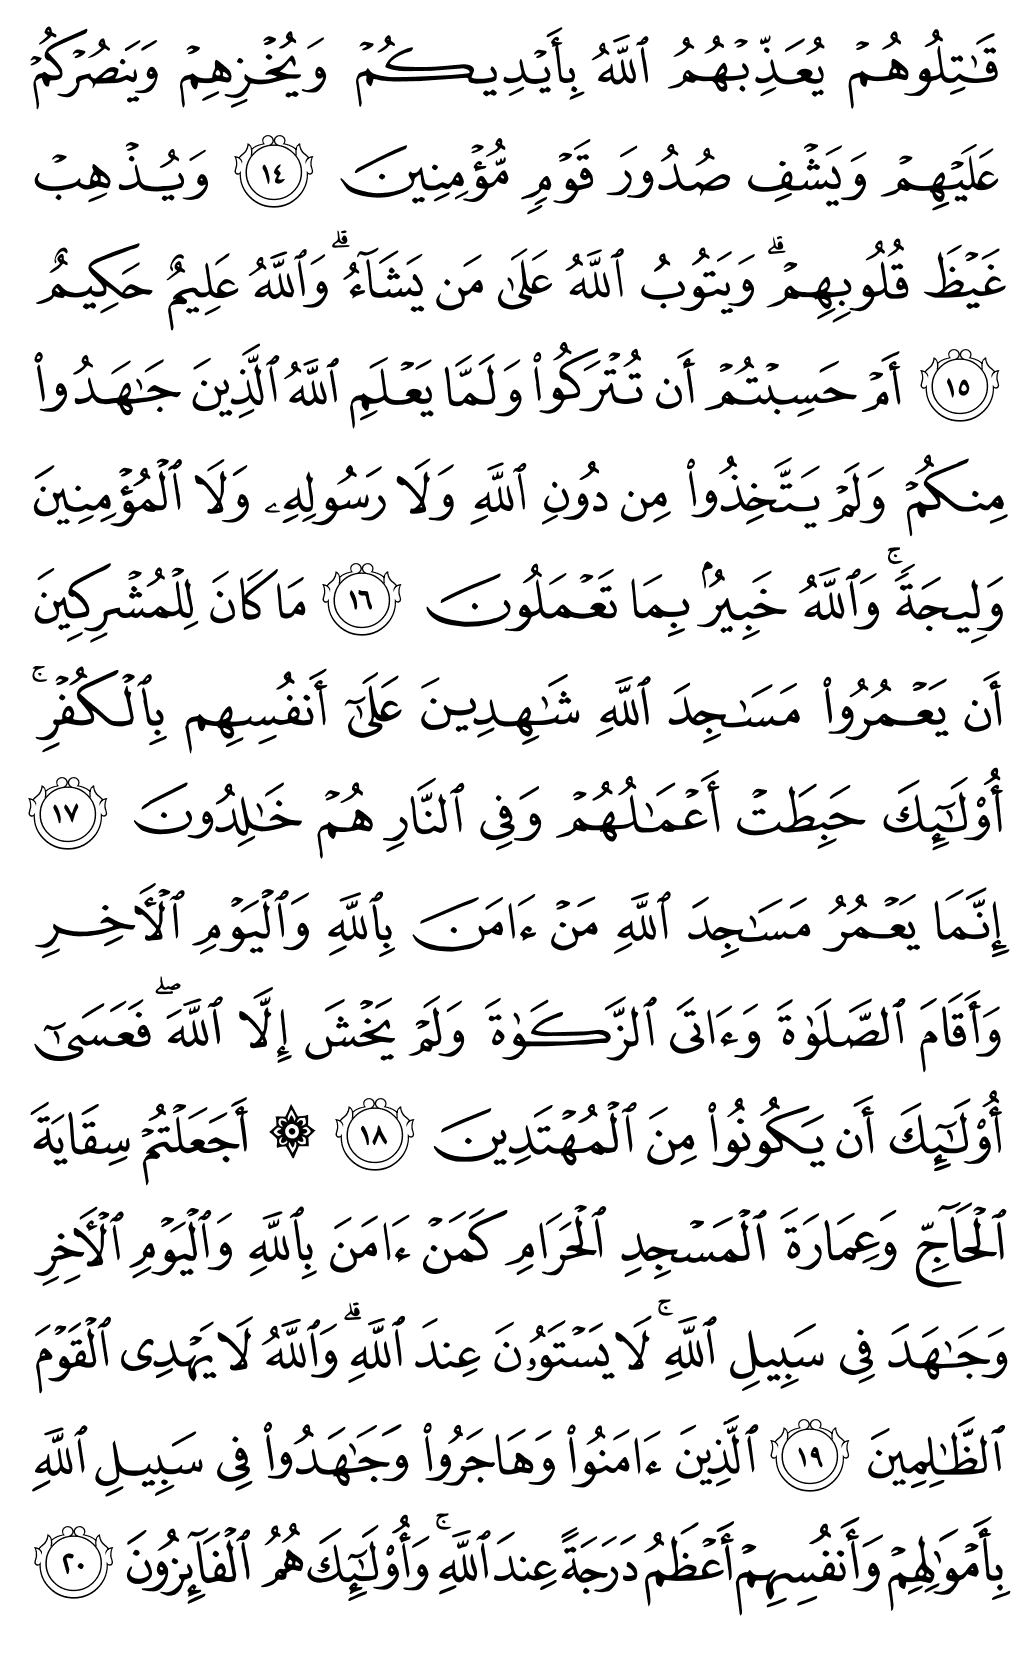 قَٰتِلُوهُمْ يُعَذِّبْهُمُ ٱللَّهُ بِأَيْدِيكُمْ وَيُخْزِهِمْ وَيَنصُرْكُمْ
عَلَيْهِمْ وَيَشْفِ صُدُورَ قَوْمٍ مُّؤْمِنِينَ ١٤ وَيُذْهِبْ
غَيْظَ قُلُوبِهِمْ ۗ وَيَتُوبُ ٱللَّهُ عَلَىٰ مَن يَشَآءُ ۗ وَٱللَّهُ عَلِيمٌ حَكِيمٌ
١٥ أَمْ حَسِبْتُمْ أَن تُتْرَكُوا۟ وَلَمَّا يَعْلَمِ ٱللَّهُ ٱلَّذِينَ جَٰهَدُوا۟
مِنكُمْ وَلَمْ يَتَّخِذُوا۟ مِن دُونِ ٱللَّهِ وَلَا رَسُولِهِۦ وَلَا ٱلْمُؤْمِنِينَ
وَلِيجَةً ۚ وَٱللَّهُ خَبِيرٌۢ بِمَا تَعْمَلُونَ ١٦ مَا كَانَ لِلْمُشْرِكِينَ
أَن يَعْمُرُوا۟ مَسَٰجِدَ ٱللَّهِ شَٰهِدِينَ عَلَىٰٓ أَنفُسِهِم بِٱلْكُفْرِ ۚ
أُو۟لَٰٓئِكَ حَبِطَتْ أَعْمَٰلُهُمْ وَفِى ٱلنَّارِ هُمْ خَٰلِدُونَ ١٧
إِنَّمَا يَعْمُرُ مَسَٰجِدَ ٱللَّهِ مَنْ ءَامَنَ بِٱللَّهِ وَٱلْيَوْمِ ٱلْأَخِرِ
وَأَقَامَ ٱلصَّلَوٰةَ وَءَاتَى ٱلزَّكَوٰةَ وَلَمْ يَخْشَ إِلَّا ٱللَّهَ ۖ فَعَسَىٰٓ
أُو۟لَٰٓئِكَ أَن يَكُونُوا۟ مِنَ ٱلْمُهْتَدِينَ ١٨ ۞ أَجَعَلْتُمْ سِقَايَةَ
ٱلْحَآجِّ وَعِمَارَةَ ٱلْمَسْجِدِ ٱلْحَرَامِ كَمَنْ ءَامَنَ بِٱللَّهِ وَٱلْيَوْمِ ٱلْأَخِرِ
وَجَٰهَدَ فِى سَبِيلِ ٱللَّهِ ۚ لَا يَسْتَوُۥنَ عِندَ ٱللَّهِ ۗ وَٱللَّهُ لَا يَهْدِى ٱلْقَوْمَ
ٱلظَّٰلِمِينَ ١٩ ٱلَّذِينَ ءَامَنُوا۟ وَهَاجَرُوا۟ وَجَٰهَدُوا۟ فِى سَبِيلِ ٱللَّهِ
بِأَمْوَٰلِهِمْ وَأَنفُسِهِمْ أَعْظَمُ دَرَجَةً عِندَ ٱللَّهِ ۚ وَأُو۟لَٰٓئِكَ هُمُ ٱلْفَآئِزُونَ ٢٠